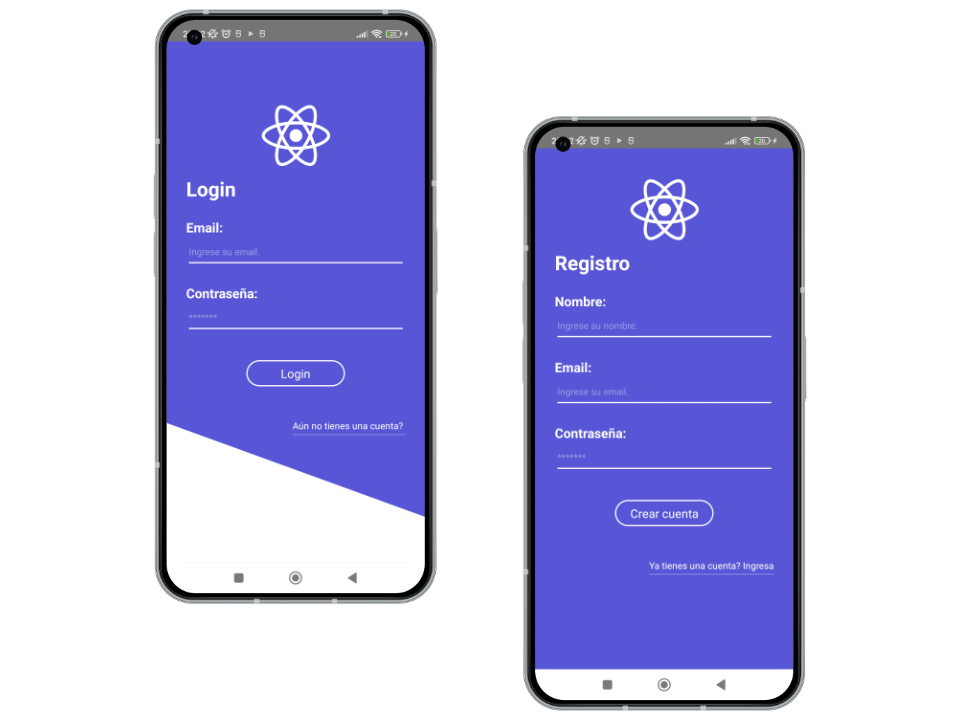 Login
Email:
Ingrese su email.
Contraseña:
*******
Login
Aún no tienes una cuenta?
Registro
Nombre:
Ingrese su nombre.
Email:
Ingrese su email
Contraseña:
*******
Crear cuenta
Ya tienes una cuenta? Ingresa